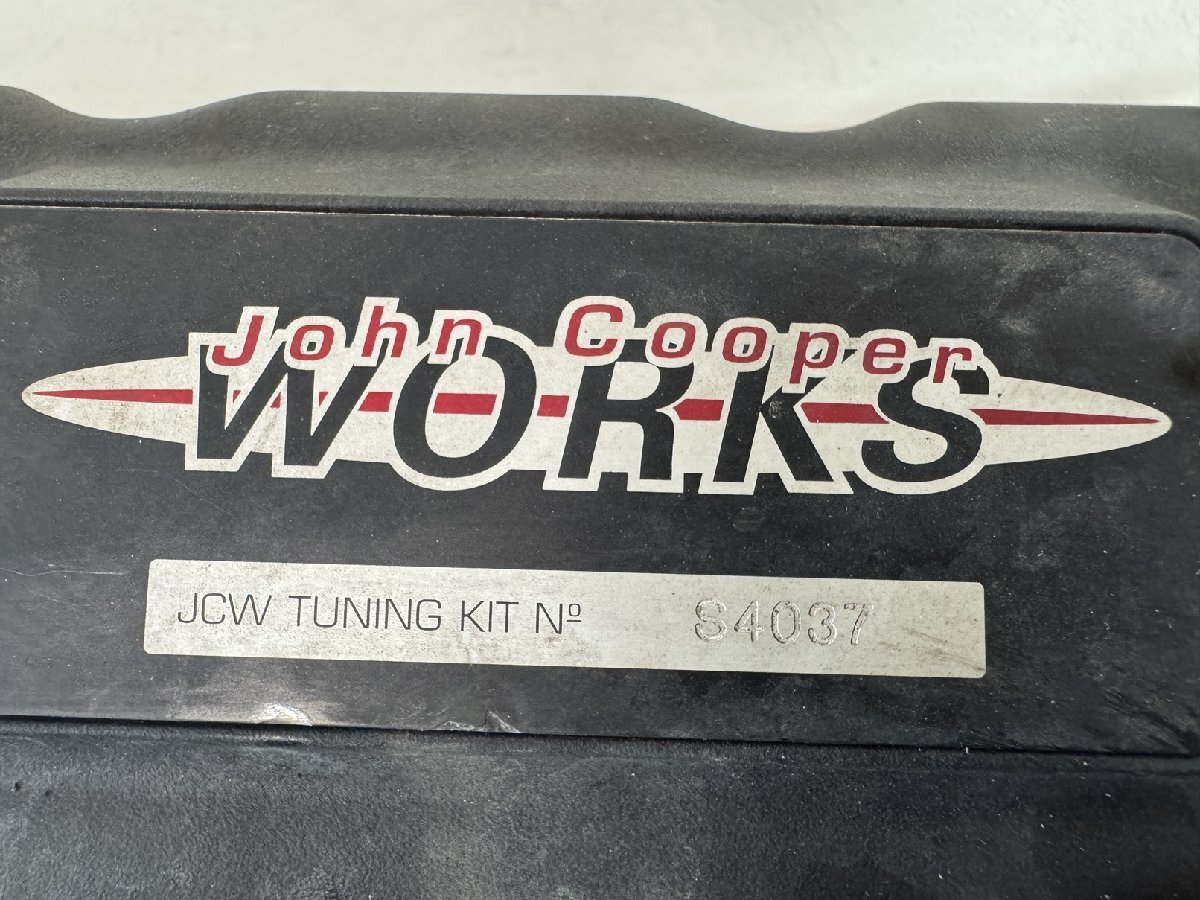 John Cooper
WORKS
JCW TUNING KIT Nº S4037